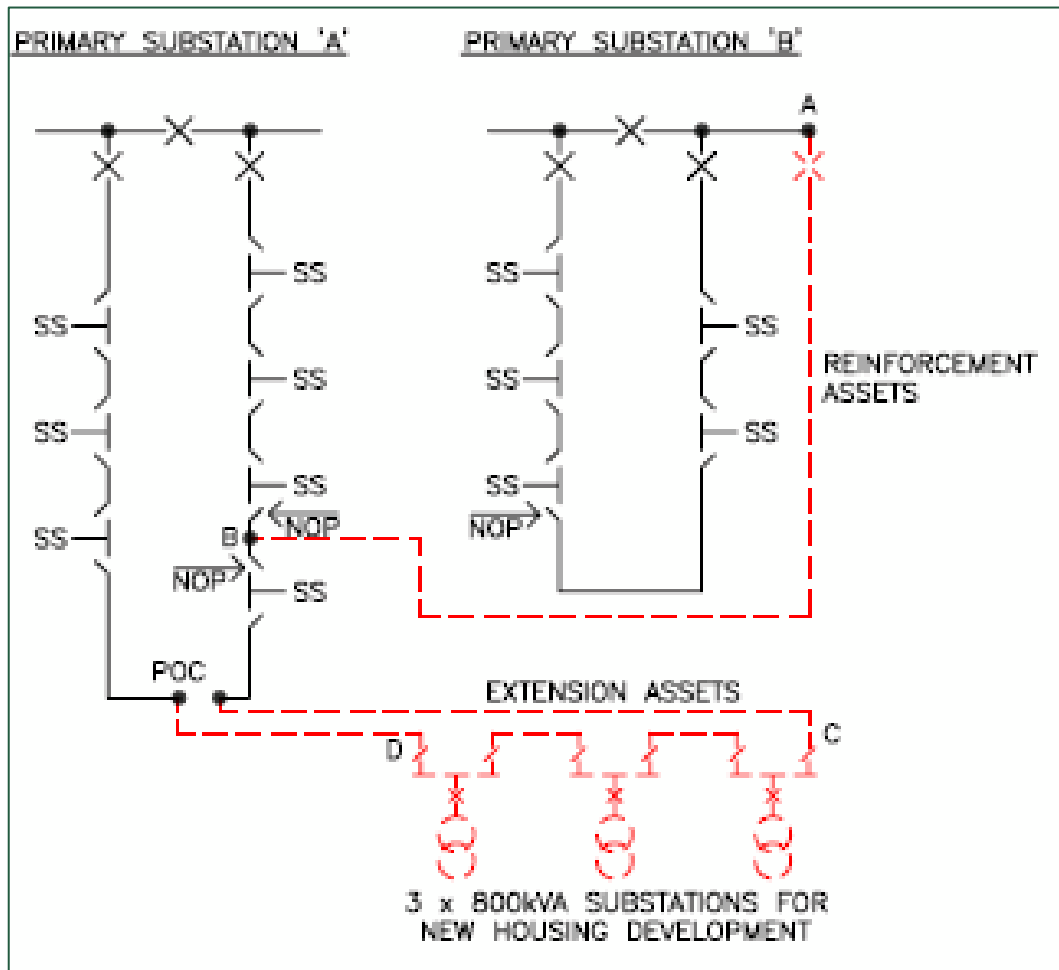 PRIMARY SUBSTATION 'A'
PRIMARY SUBSTATION 'B'
A
SS
SS
SS
SS
SS
SS
SS
SS
REINFORCEMENT
ASSETS
SS
SS
NOP
NOP
SS
B
NOP
SS
POC
EXTENSION ASSETS
D
C
3 x 800kVA SUBSTATIONS FOR
NEW HOUSING DEVELOPMENT